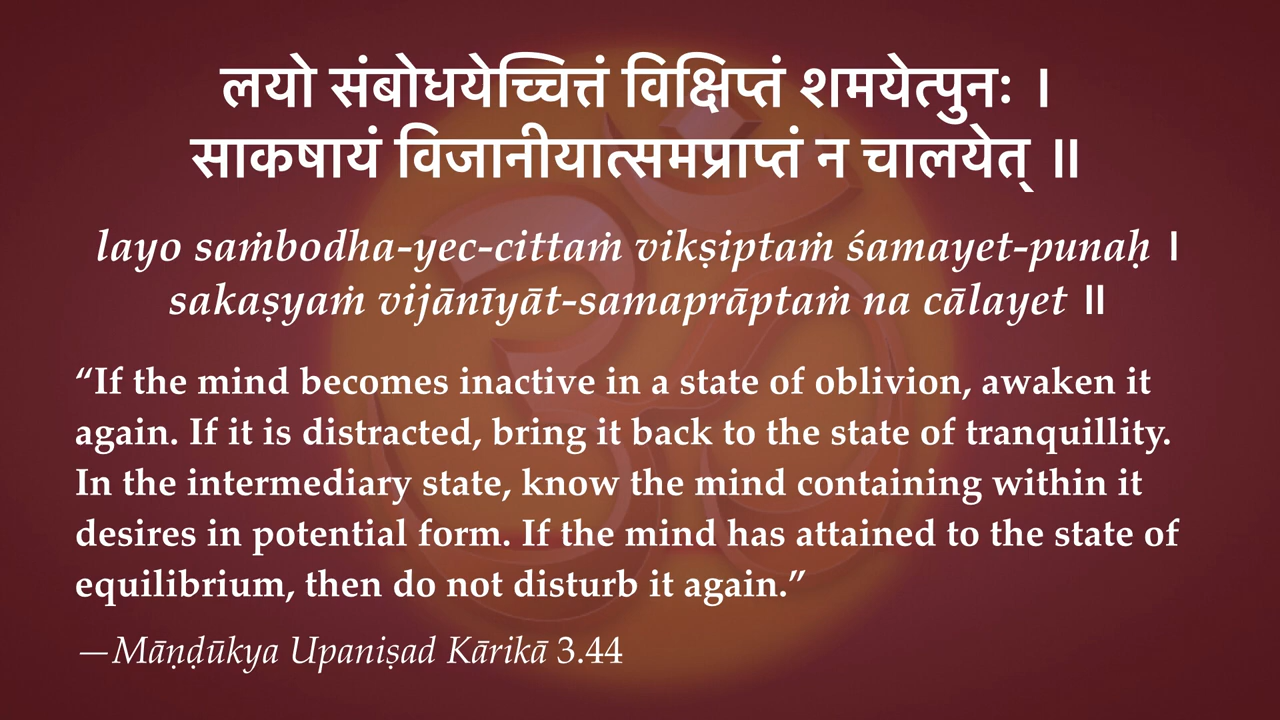 लयो संबोधयेच्चित्तं विक्षिप्तं शमयेत्पुनः ।
साकषायं विजानीयात्समप्राप्तं न चालयेत् ॥
layo saṁbodha-yec-cittaṁ vikṣiptaṁ śamayet-punaḥ ।
sakaṣyaṁ vijānīyāt-samaprāptaṁ na cālayet ॥
“If the mind becomes inactive in a state of oblivion, awaken it
again. If it is distracted, bring it back to the state of tranquillity.
In the intermediary state, know the mind containing within it
desires in potential form. If the mind has attained to the state of
equilibrium, then do not disturb it again.”
—Māṇḍūkya Upaniṣad Kārikā 3.44